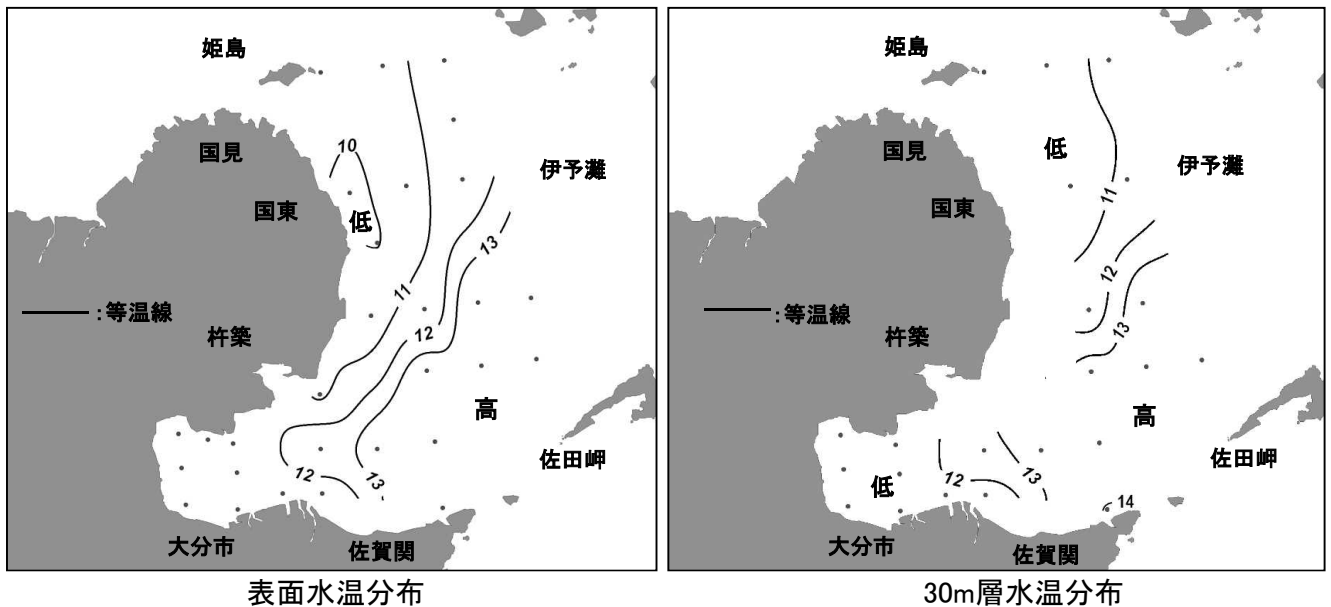 姫島
国見
10
伊予灘
国東
低
13
11
:等温線
杵築
12
高
佐田岬
12
13
大分市
佐賀関
表面水温分布
姫島
低
国見
伊予灘
11
国東
12
:等温線
13
杵築
高
佐田岬
13
12
低
14
大分市
佐賀関
30m層水温分布